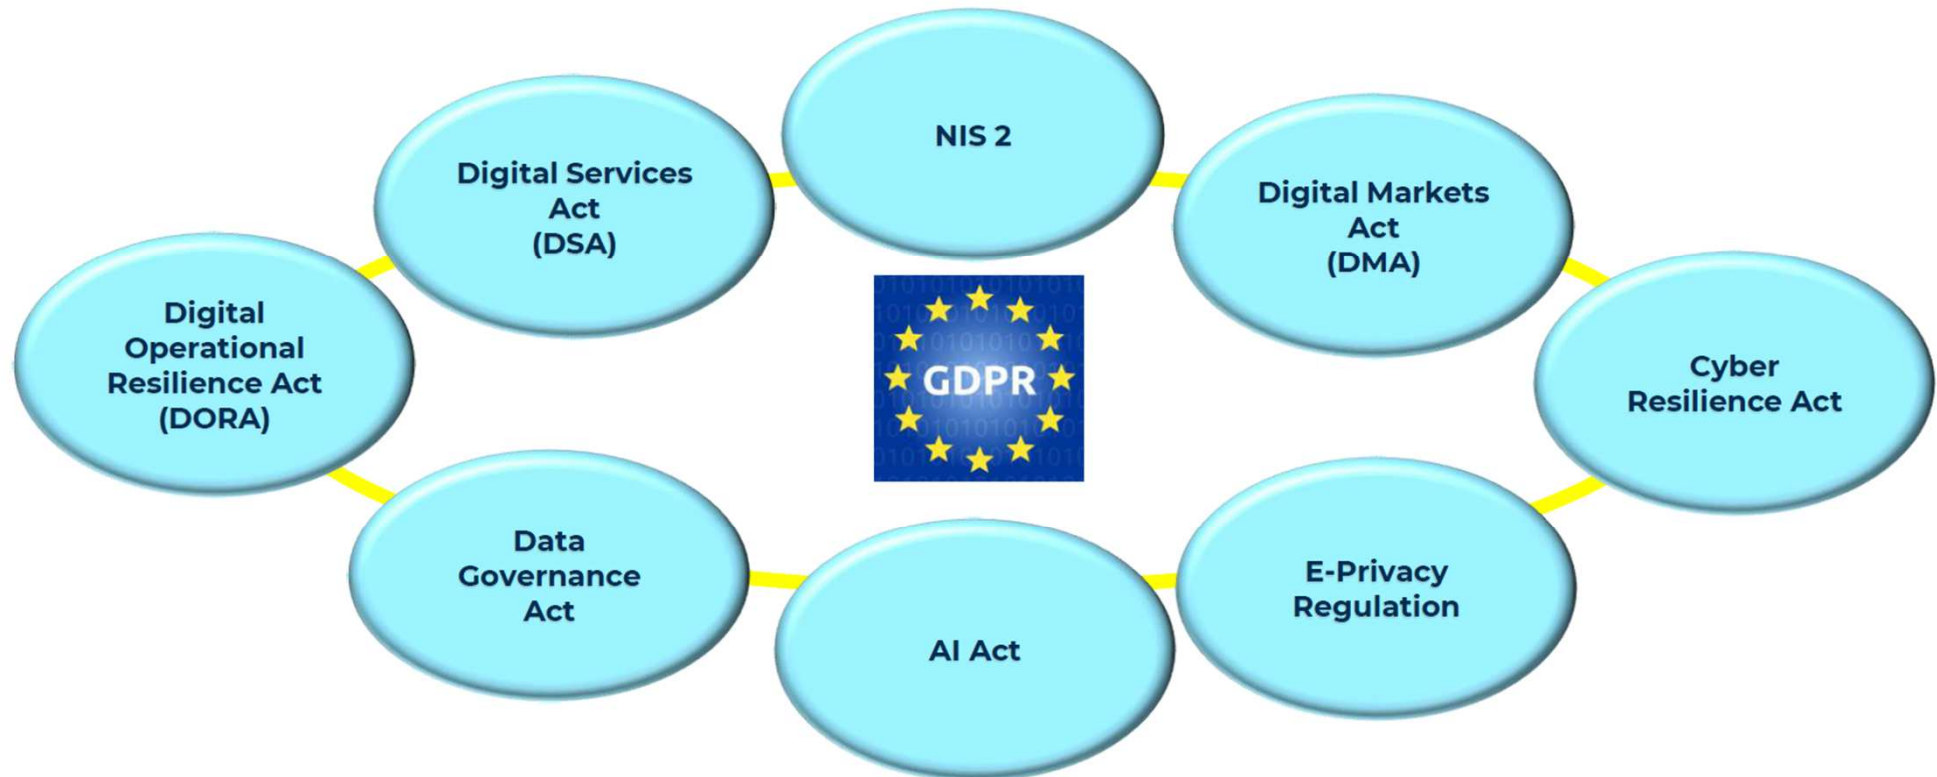 NIS 2
Digital Services
Act
(DSA)
Digital Markets
Act
(DMA)
Digital
Operational
Resilience Act
(DORA)
GDPR
Cyber
Resilience Act
Data
Governance
Act
E-Privacy
Regulation
AI Act